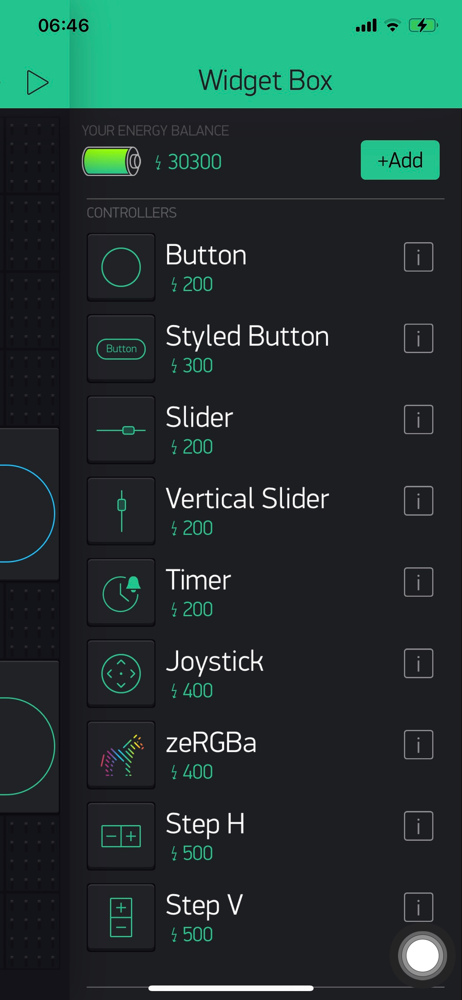 06:46
Widget Box
YOUR ENERGY BALANCE
30300
+Add
CONTROLLERS
Button
200
Button
Styled Button
300
Slider
200
Vertical Slider
200
Timer
200
Joystick
400
zeRGBa
400
Step H
500
Step V
500